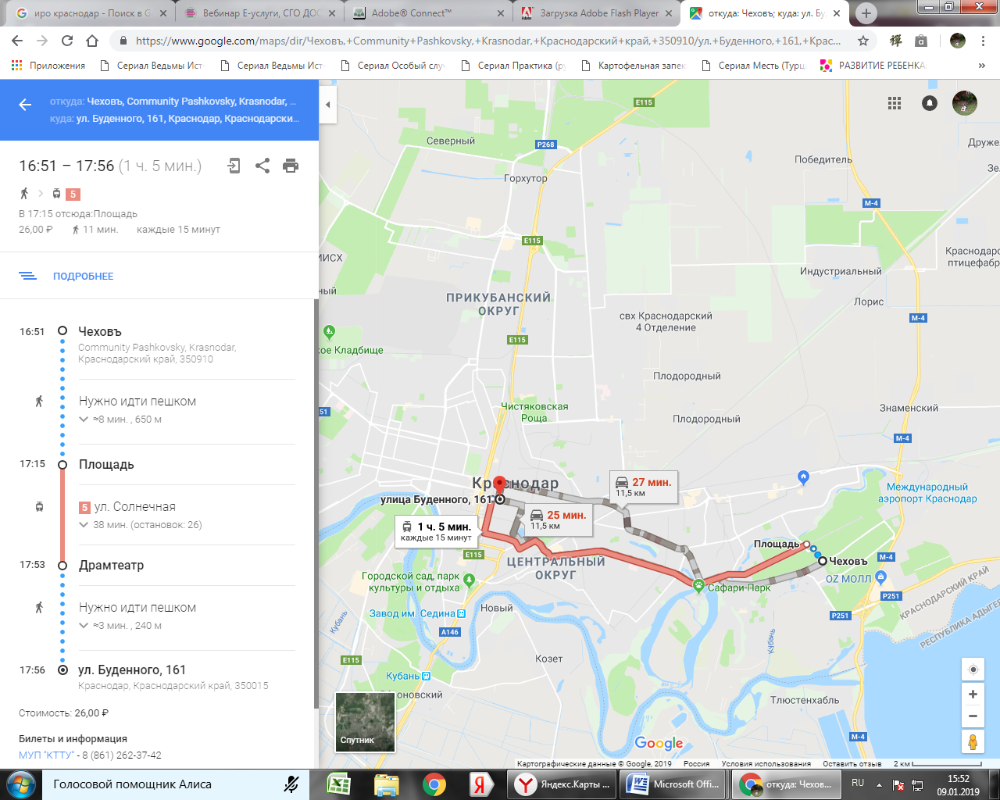 иро краснодар - Поиск в G
Вебинар Е-услуги, СГО ДОС
Adobe® Connect™
Загрузка Adobe Flash Player
откуда: Чеховъ; куда: ул. Бу
https://www.google.com/maps/dir/Чеховъ,+Community+Pashkovsky,+Krasnodar,+Краснодарский+край,+350910/ул.+Буденного,+161,+Крас...
Приложения
Сериал Ведьмы Ист
Сериал Ведьмы Ист
Сериал Особый слу
Сериал Практика (ру
Картофельная запек
Сериал Месть (Турц
РАЗВИТИЕ РЕБЕНКА
»
откуда: Чеховъ, Community Pashkovsky, Krasnodar, ...
куда: ул. Буденного, 161, Краснодар, Краснодарски...
16:51 – 17:56 (1 ч. 5 мин.)
5
В 17:15 отсюда:Площадь
26,00 ₽ 11 мин. каждые 15 минут
ПОДРОБНЕЕ
16:51 Чеховъ
Community Pashkovsky, Krasnodar,
Краснодарский край, 350910
Нужно идти пешком
≈8 мин. , 650 м
17:15 Площадь
5 ул. Солнечная
38 мин. (остановок: 26)
17:53 Драмтеатр
Нужно идти пешком
≈3 мин. , 240 м
17:56 ул. Буденного, 161
Краснодар, Краснодарский край, 350015
Стоимость: 26,00 ₽
Билеты и информация
МУП "КТТУ" - 8 (861) 262-37-42
E115
Северный
P268
Дружел
Победитель
Зел
Горхутор
M-4
E115
ИИСХ
Краснодарс
птицефабр
Индустриальный
ный
ПРИКУБАНСКИЙ
ОКРУГ
Лорис
свх Краснодарский
4 Отделение
M-4
E115
кое Кладбище
Плодородный
Чистяковская
Роща
Знаменский
51
Плодородный
M-4
Краснодар
27 мин.
11,5 км
Международный
аэропорт Краснодар
улица Буденного, 161
25 мин.
11,5 км
1 ч. 5 мин.
каждые 15 минут
Площадь
Чеховъ
E115
M-4
ЦЕНТРАЛЬНЫЙ
ОКРУГ
Городской сад, парк
культуры и отдыха
Сафари-Парк
OZ МОЛЛ
P251
КРАСНОДАРСКИЙ КРАЙ
РЕСПУБЛИКА АДЫГЕ
Новый
Завод им. Седина
P251
Кубань
A146
Кубань
E115
Козет
Кубань
Тлюстенхабль
M-4
Спутник
Google
Картографические данные © Google, 2019 Россия Условия использования Оставить отзыв 2 км
Голосовой помощник Алиса
Яндекс.Карты ...
Microsoft Offi...
откуда: Чехов...
RU
15:52
09.01.2019